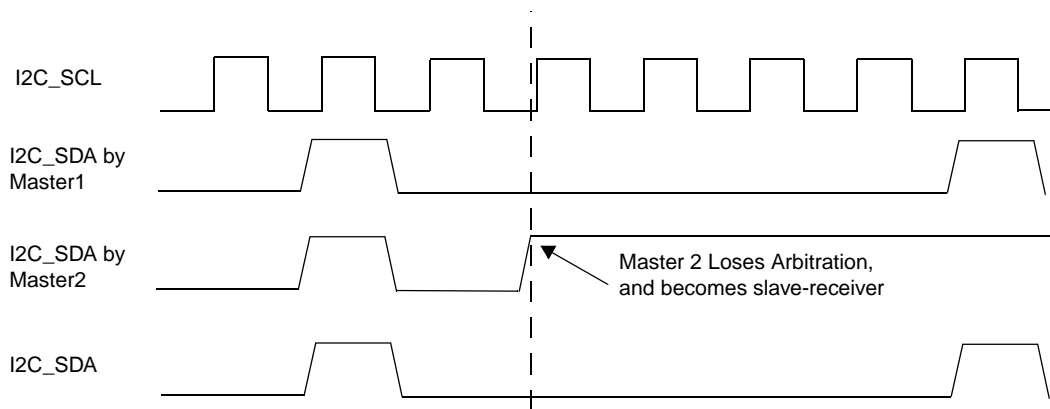 I2C_SCL
I2C_SDA by
Master1
I2C_SDA by
Master2
Master 2 Loses Arbitration,
and becomes slave-receiver
I2C_SDA